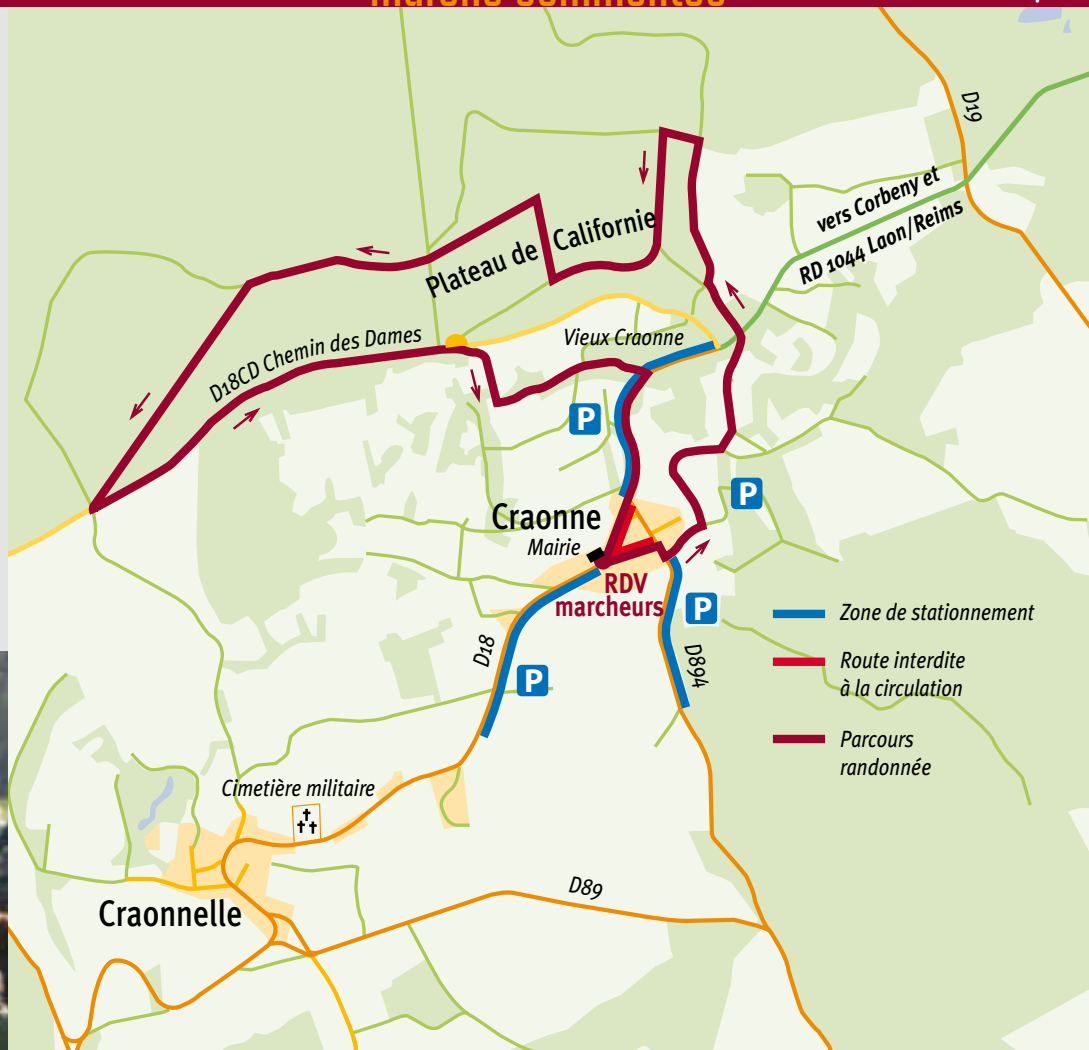 D19
vers Corbeny et
RD 1044 Laon/Reims
Plateau de Californie
Vieux Craonne
D18CD Chemin des Dames
P
P
Craonne
Mairie
RDV
marcheurs
P
P
D18
D894
Zone de stationnement
Route interdite
à la circulation
Parcours
randonnée
Cimetière militaire
Craonnelle
D89